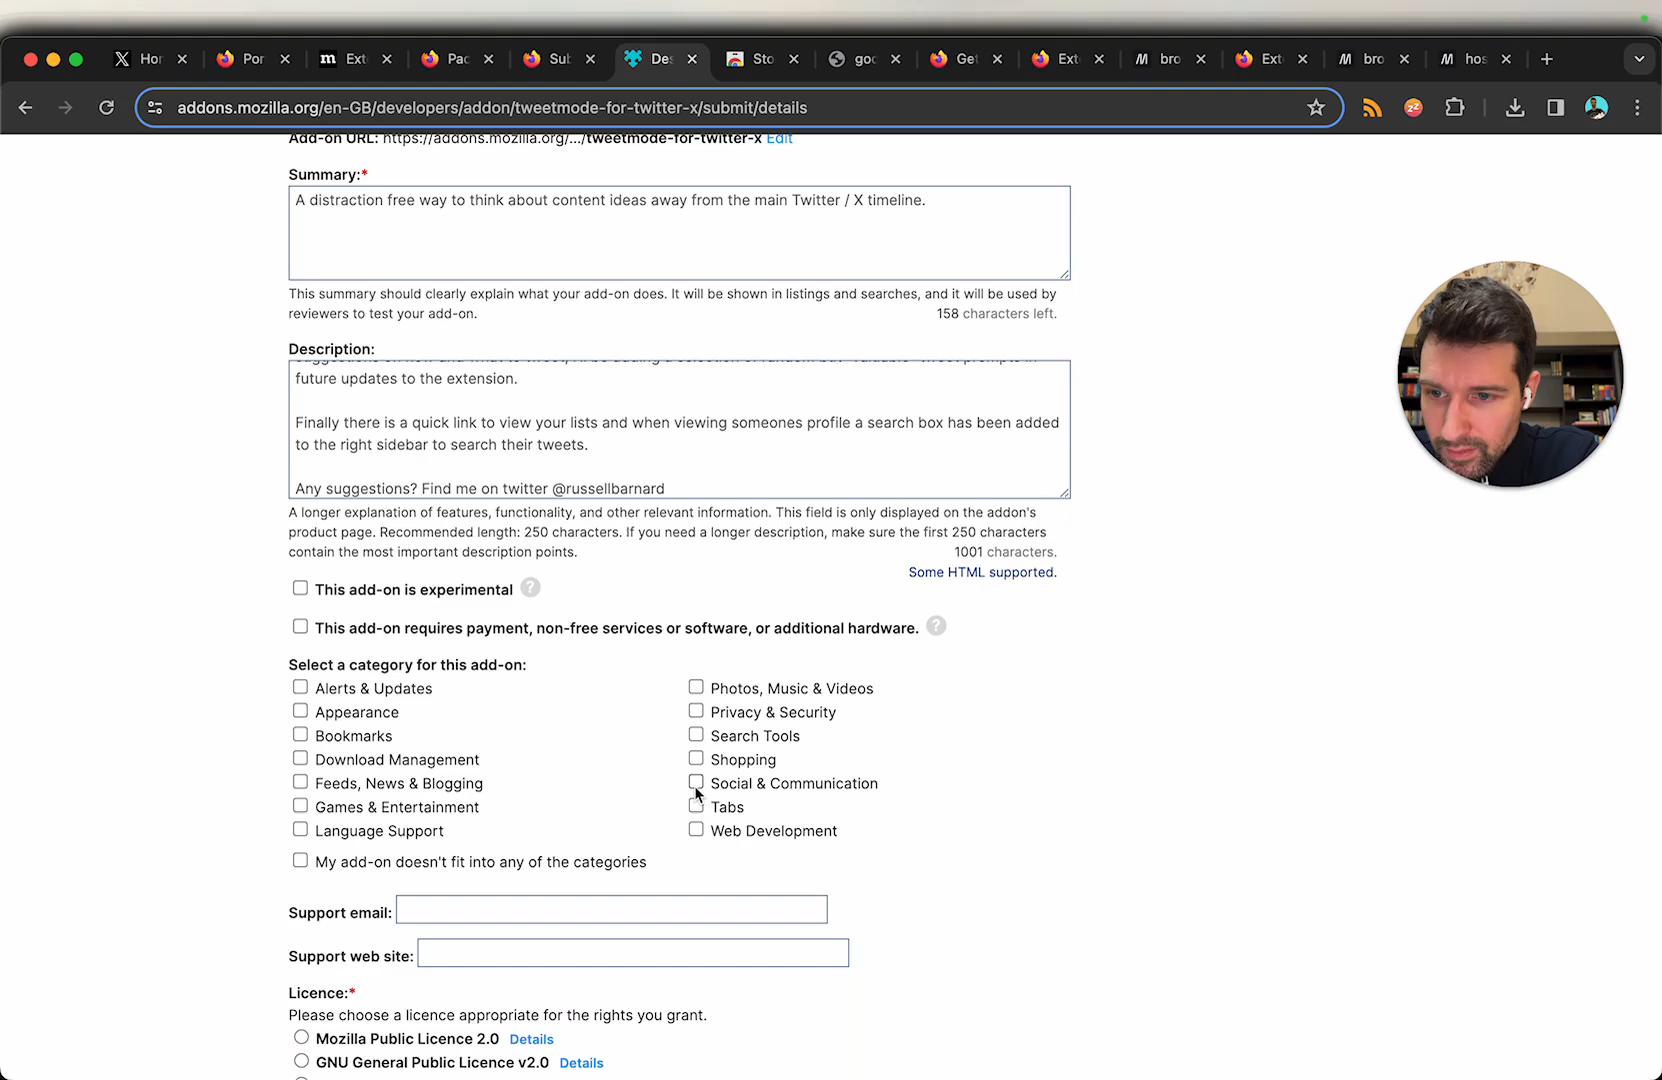 Hor
Por
m Ext
Pac
Sub
Des
Sto
goc
Get
Ext
M bro
Ext
M bro
M hos
addons.mozilla.org/en-GB/developers/addon/tweetmode-for-twitter-x/submit/details
Add-on URL: https://addons.mozilla.org/.../tweetmode-for-twitter-x Edit
Summary:*
A distraction free way to think about content ideas away from the main Twitter / X timeline.
This summary should clearly explain what your add-on does. It will be shown in listings and searches, and it will be used by
reviewers to test your add-on.
158 characters left.
Description:
future updates to the extension.
Finally there is a quick link to view your lists and when viewing someones profile a search box has been added
to the right sidebar to search their tweets.
Any suggestions? Find me on twitter @russellbarnard
A longer explanation of features, functionality, and other relevant information. This field is only displayed on the addon's
product page. Recommended length: 250 characters. If you need a longer description, make sure the first 250 characters
contain the most important description points.
1001 characters.
Some HTML supported.
This add-on is experimental ?
This add-on requires payment, non-free services or software, or additional hardware. ?
Select a category for this add-on:
Alerts & Updates
Appearance
Bookmarks
Download Management
Feeds, News & Blogging
Games & Entertainment
Language Support
Photos, Music & Videos
Privacy & Security
Search Tools
Shopping
Social & Communication
Tabs
Web Development
My add-on doesn't fit into any of the categories
Support email:
Support web site:
Licence:*
Please choose a licence appropriate for the rights you grant.
Mozilla Public Licence 2.0 Details
GNU General Public Licence v2.0 Details